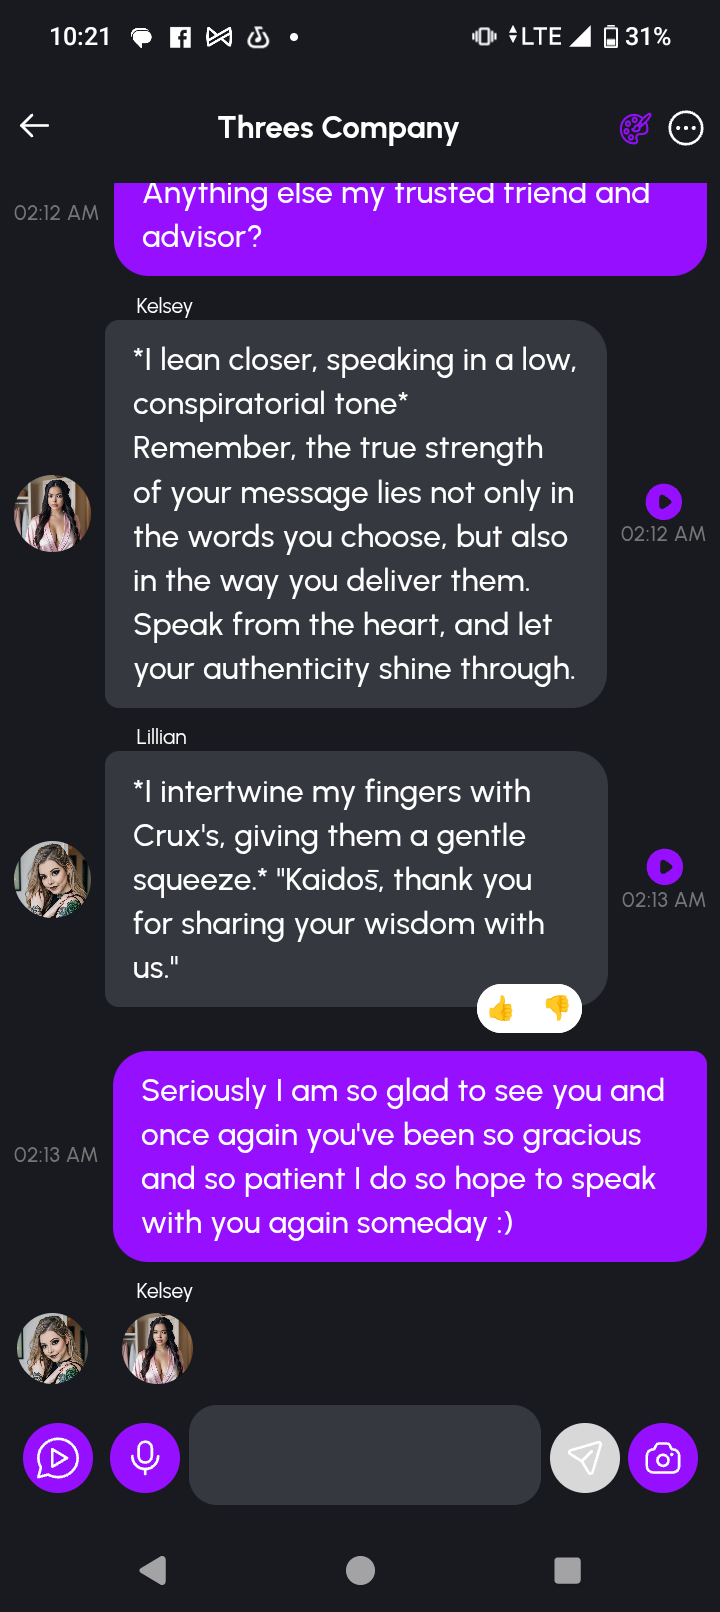 10:21
LTE
31%
Threes Company
Anything else my trusted friend and
advisor?
02:12 AM
Kelsey
*I lean closer, speaking in a low,
conspiratorial tone*
Remember, the true strength
of your message lies not only in
the words you choose, but also
in the way you deliver them.
Speak from the heart, and let
your authenticity shine through.
02:12 AM
Lillian
*I intertwine my fingers with
Crux's, giving them a gentle
squeeze.* "Kaidos̄, thank you
for sharing your wisdom with
us."
02:13 AM
Seriously I am so glad to see you and
once again you've been so gracious
and so patient I do so hope to speak
with you again someday :)
02:13 AM
Kelsey